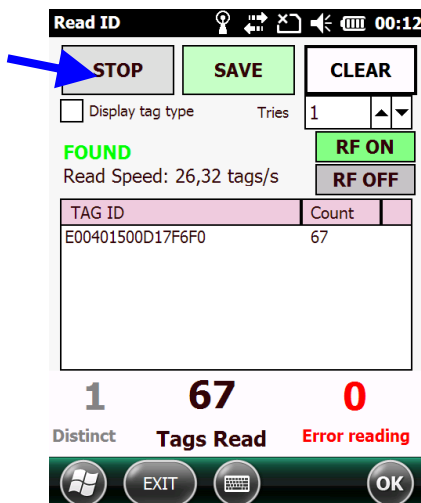 Read ID 00:12
STOP SAVE CLEAR
Display tag type Tries 1
FOUND RF ON
Read Speed: 26,32 tags/s RF OFF
TAG ID Count
E00401500D17F6F0 67
1 67 0
Distinct Tags Read Error reading
EXIT OK